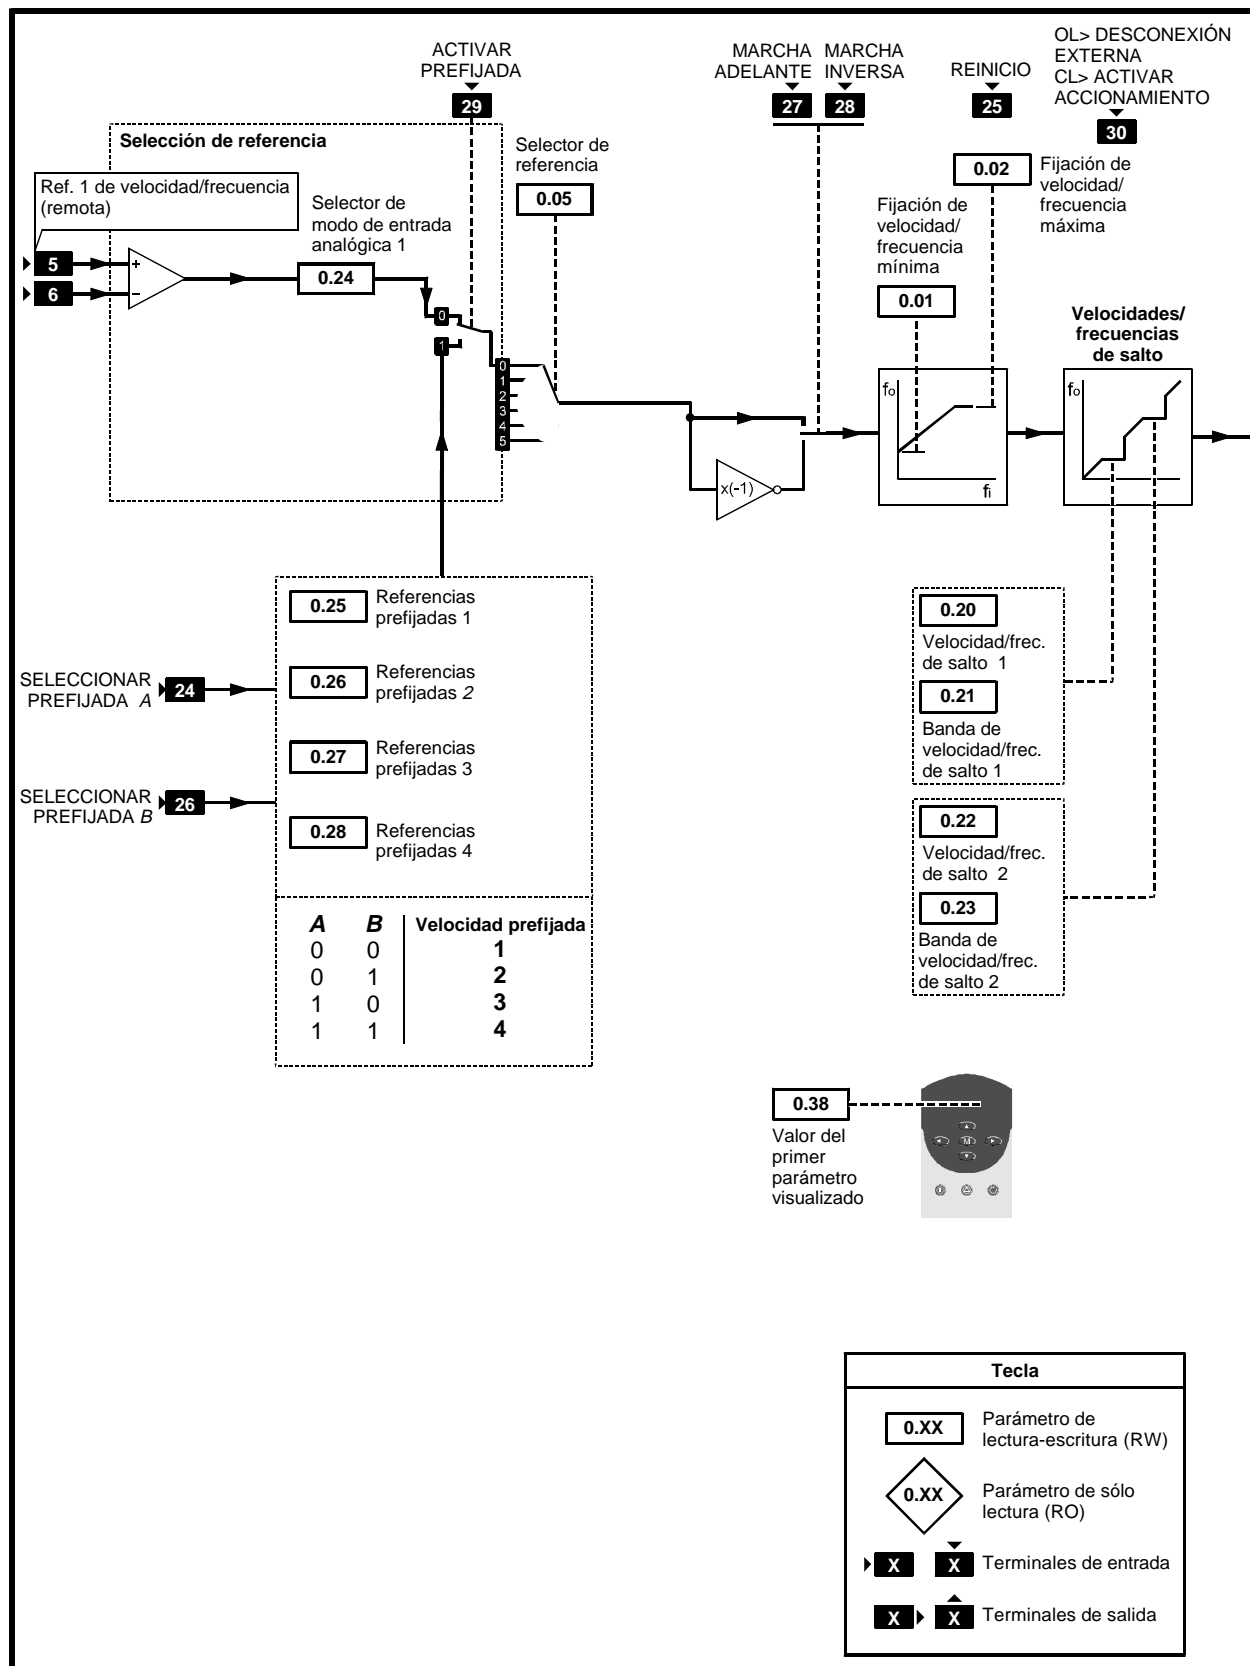 ACTIVAR
PREFIJADA
29
MARCHA
ADELANTE
27
MARCHA
INVERSA
28
REINICIO
25
OL> DESCONEXIÓN
EXTERNA
CL> ACTIVAR
ACCIONAMIENTO
30
Selección de referencia
Ref. 1 de velocidad/frecuencia
(remota)
5
6
+
−
Selector de
modo de entrada
analógica 1
0.24
0
1
Selector de
referencia
0.05
0
1
2
3
4
5
x(-1)
Fijación de
velocidad/
frecuencia
mínima
0.01
0.02
Fijación de
velocidad/
frecuencia
máxima
fo
fi
Velocidades/
frecuencias
de salto
fo
0.25
Referencias
prefijadas 1
0.26
Referencias
prefijadas 2
0.27
Referencias
prefijadas 3
0.28
Referencias
prefijadas 4
SELECCIONAR
PREFIJADA A
24
SELECCIONAR
PREFIJADA B
26
A B Velocidad prefijada
0 0 1
0 1 2
1 0 3
1 1 4
0.20
Velocidad/frec.
de salto 1
0.21
Banda de
velocidad/frec.
de salto 1
0.22
Velocidad/frec.
de salto 2
0.23
Banda de
velocidad/frec.
de salto 2
0.38
Valor del
primer
parámetro
visualizado
M
Tecla
0.XX
Parámetro de
lectura-escritura (RW)
0.XX
Parámetro de sólo
lectura (RO)
X X Terminales de entrada
X X Terminales de salida